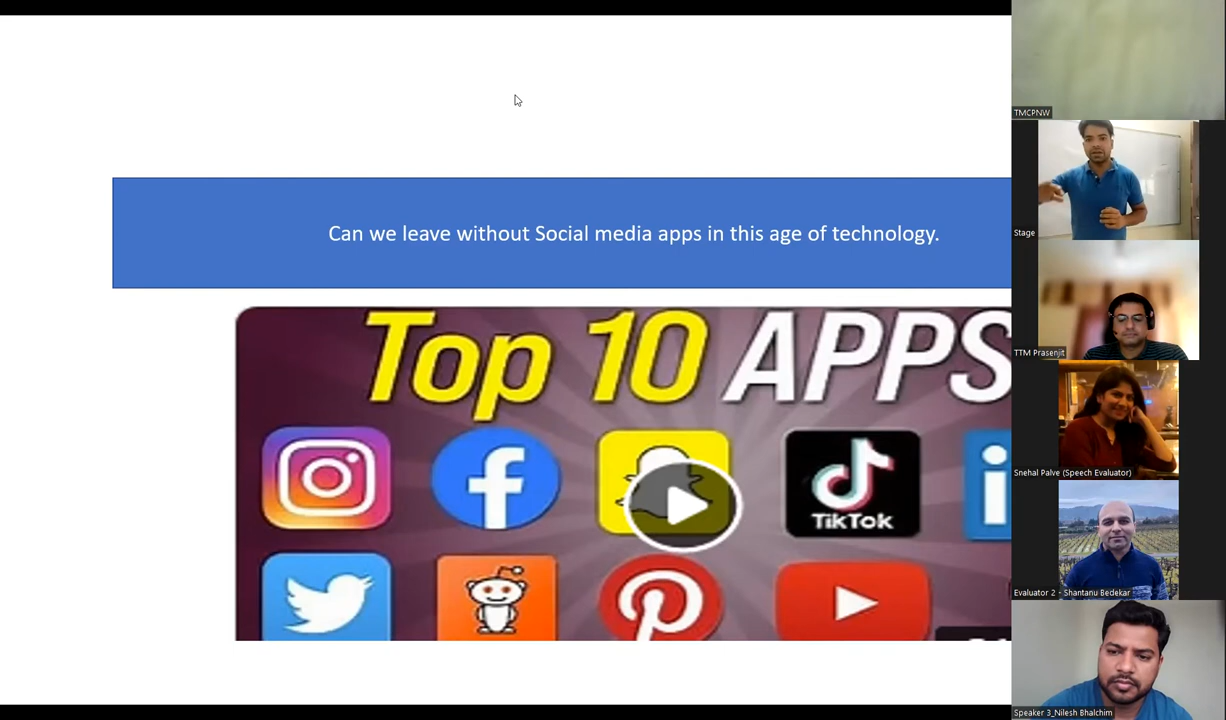 Can we leave without Social media apps in this age of technology.
Top 10 APPS
TikTok
TMCPNW
Stage
TTM Prasenjit
Snehal Palve (Speech Evaluator)
Evaluator 2 - Shantanu Bedekar
Speaker 3_Nilesh Bhalchim